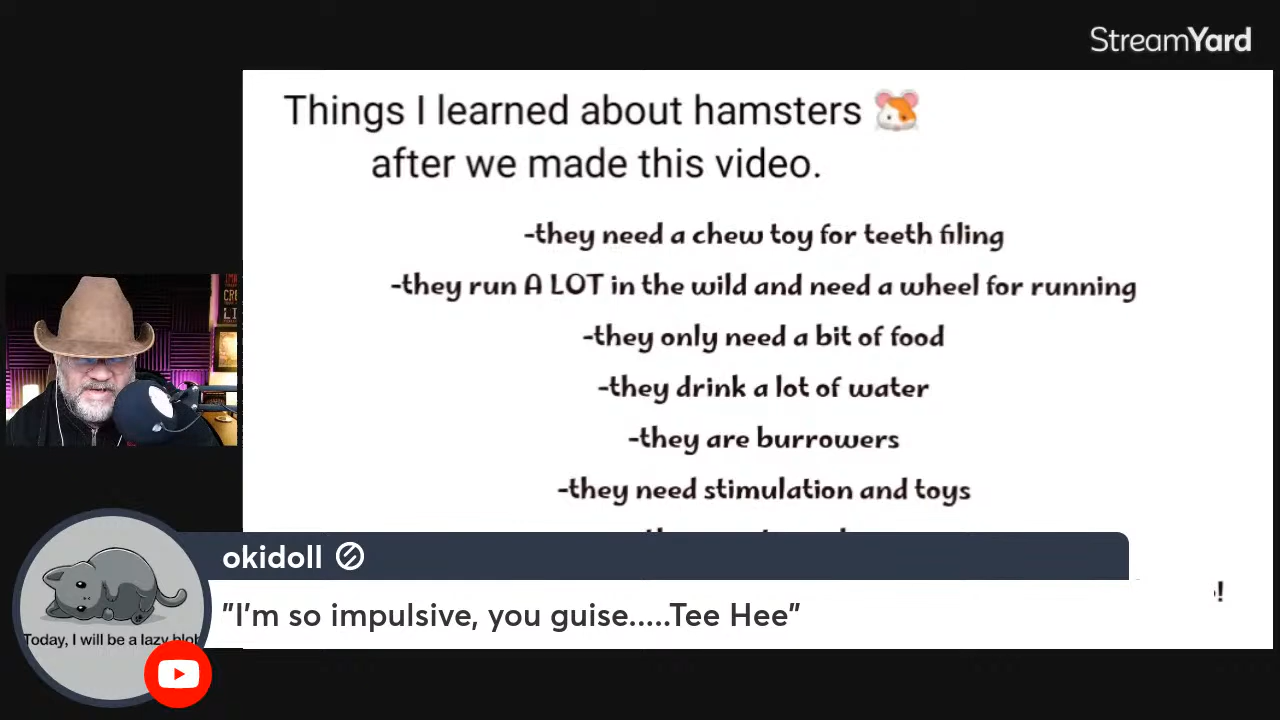 StreamYard
Things I learned about hamsters 🐹
after we made this video.
-they need a chew toy for teeth filing
-they run A LOT in the wild and need a wheel for running
-they only need a bit of food
-they drink a lot of water
-they are burrowers
-they need stimulation and toys
!
okidoll
"I'm so impulsive, you guise.....Tee Hee"
Today, I will be a lazy blob